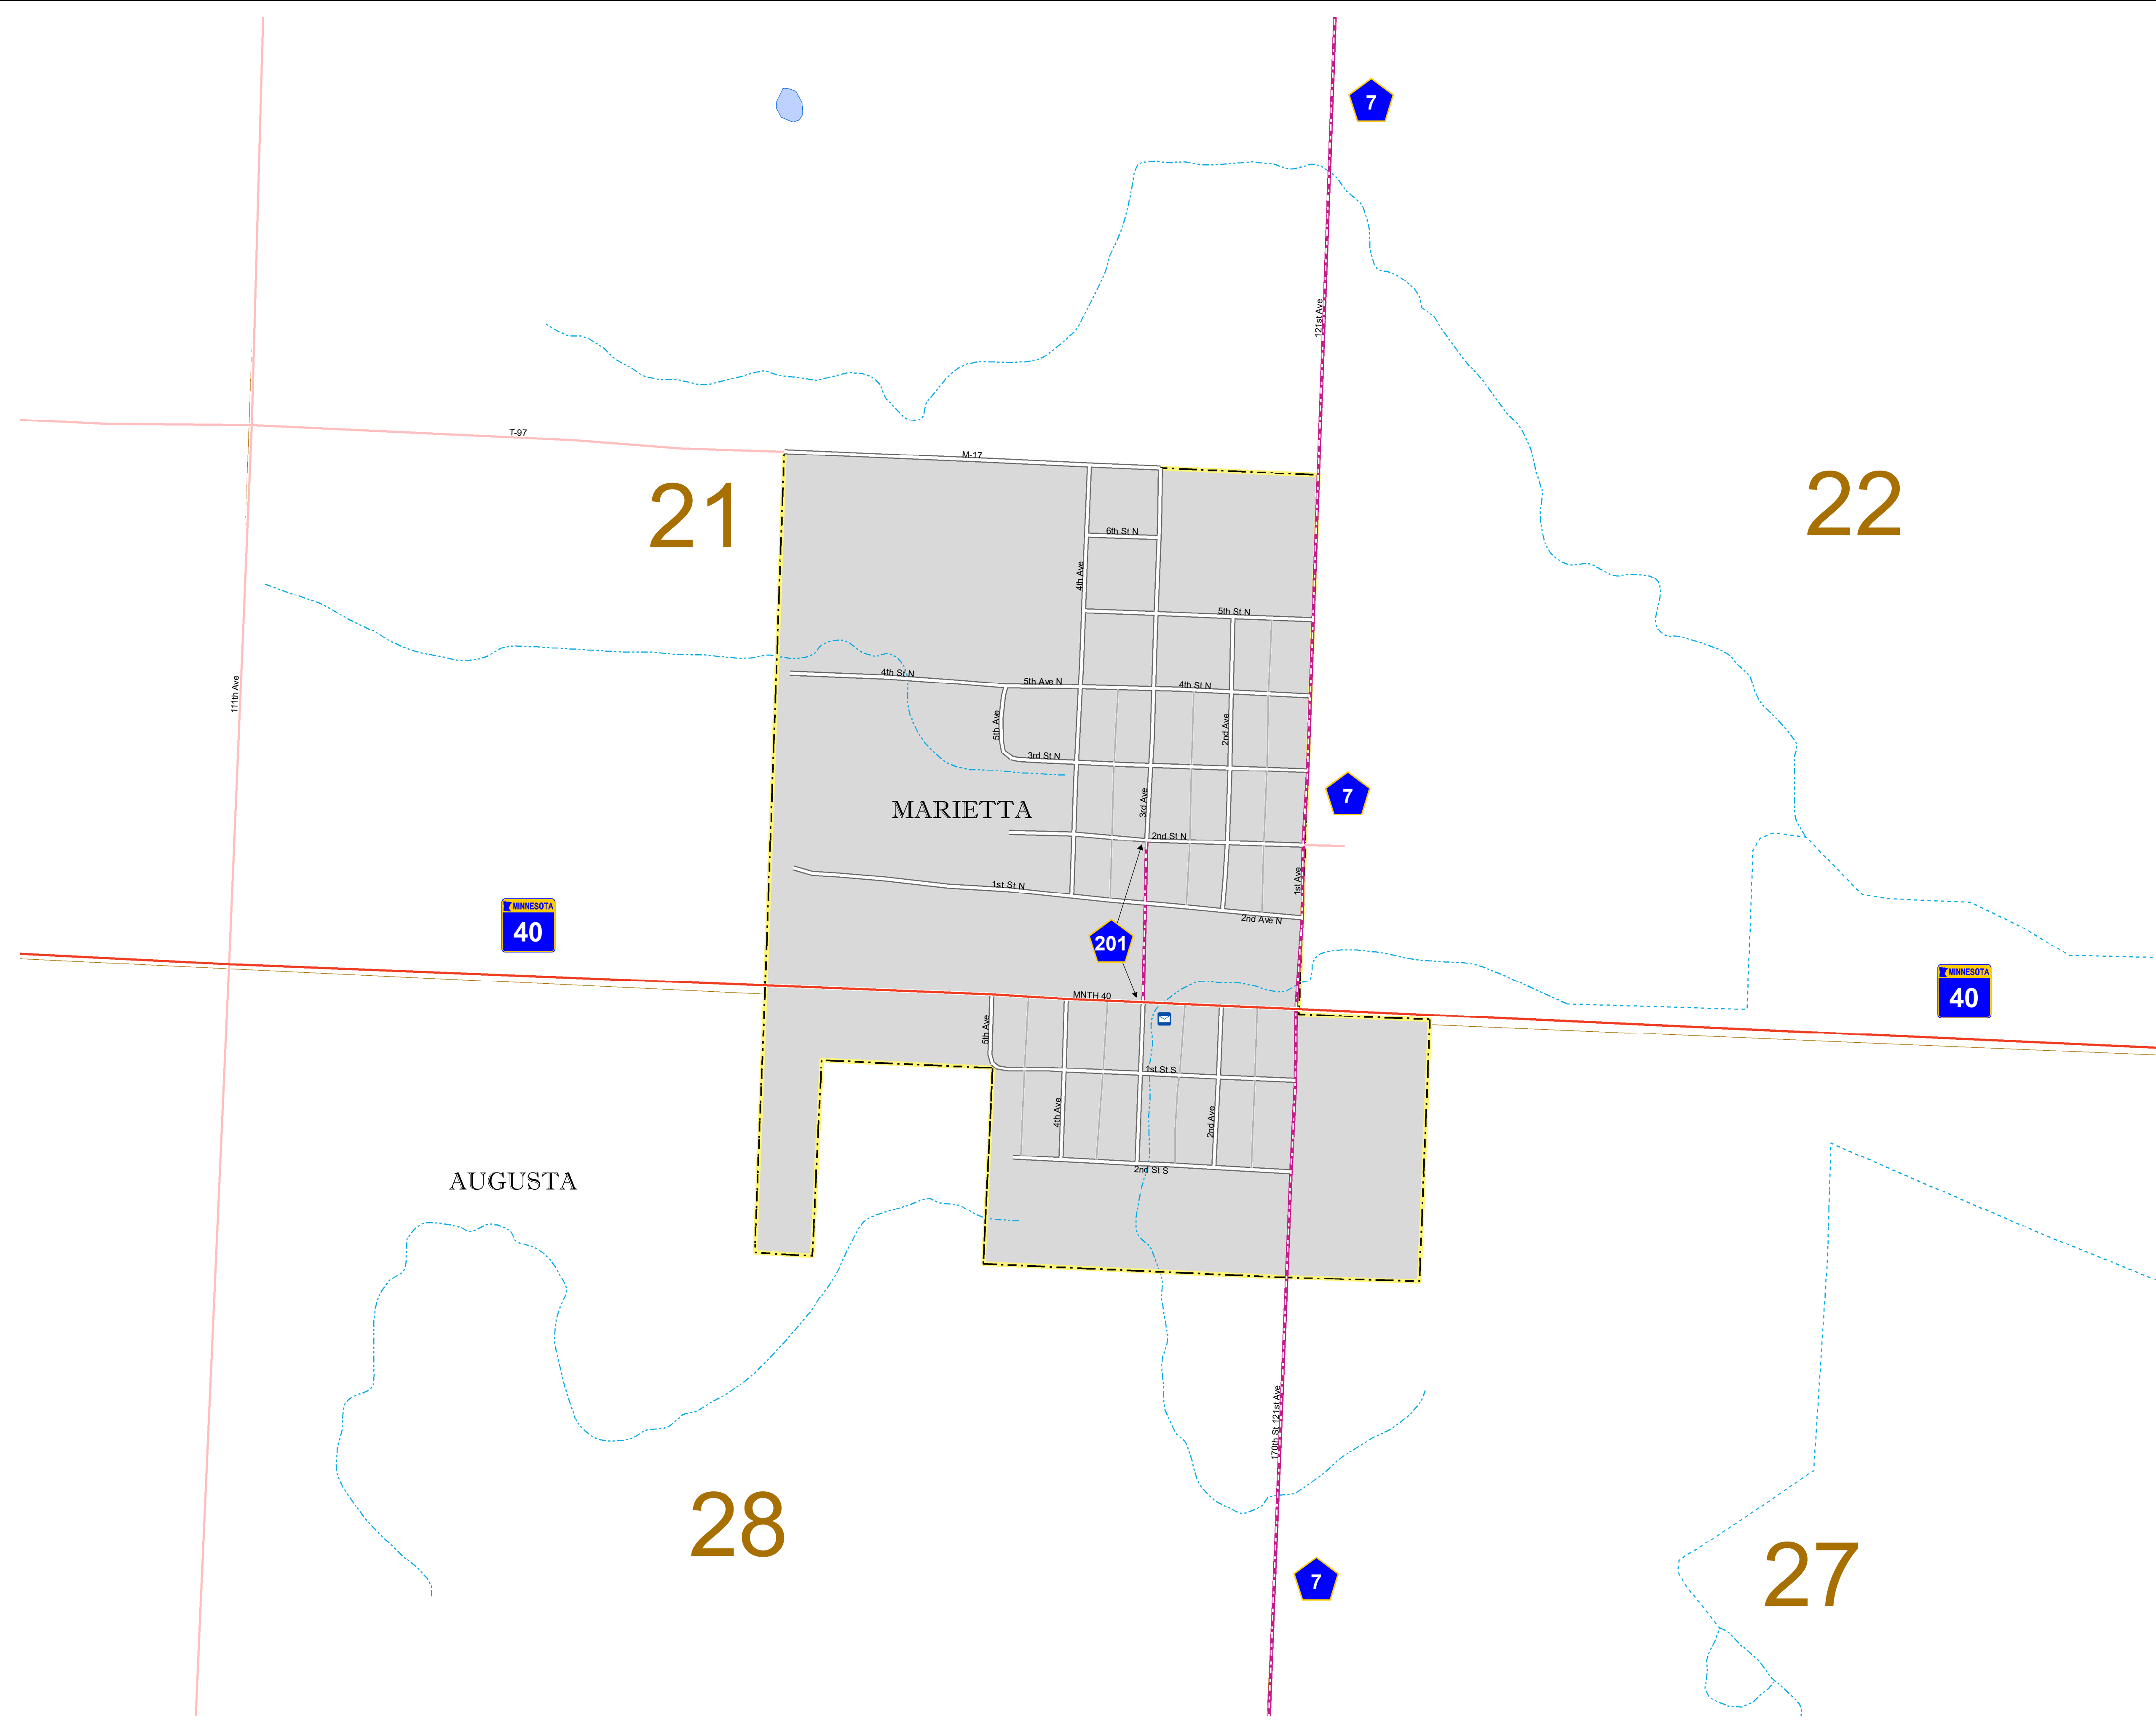 7
121st Ave
T-97
M-17
21
22
6th St N
4th Ave
5th St N
4th St N
5th Ave N
4th St N
111th Ave
5th Ave
2nd Ave
3rd St N
7
3rd Ave
MARIETTA
2nd St N
1st St N
1st Ave
2nd Ave N
MINNESOTA
40
201
MINNESOTA
40
MNTH 40
5th Ave
1st St S
4th Ave
2nd Ave
2nd St S
AUGUSTA
170th St 121st Ave
28
27
7